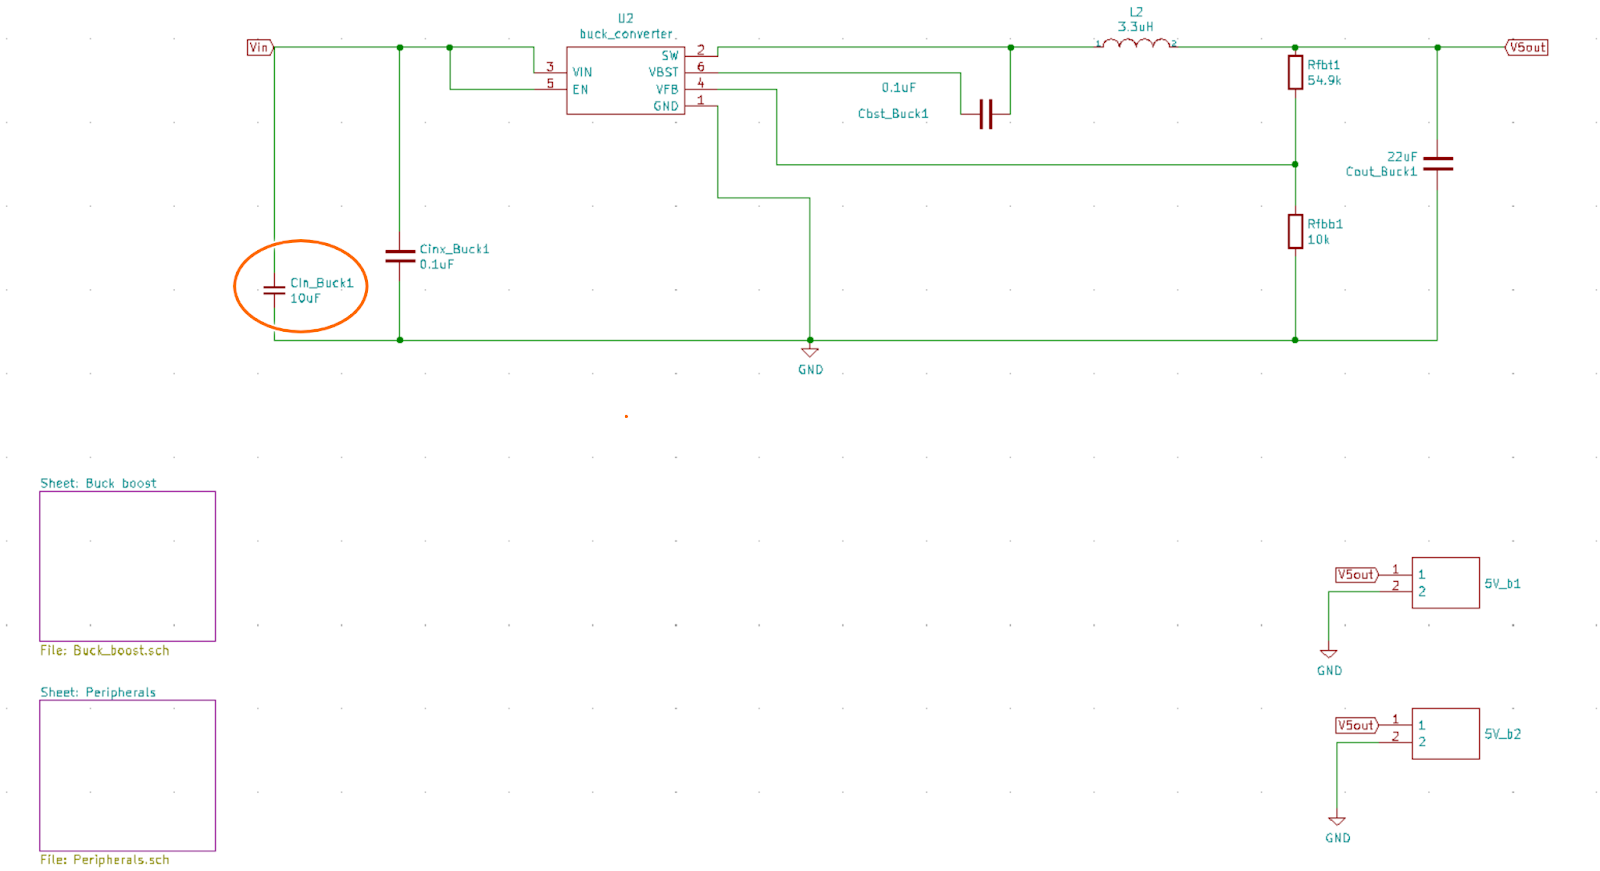 U2
buck_converter
L2
3.3uH
Vin
3 VIN
5 EN
SW 2
VBST 6
VFB 4
GND 1
1
2
V5out
0.1uF
Cbst_Buck1
Rfbt1
54.9k
22uF
Cout_Buck1
Rfbb1
10k
Cinx_Buck1
0.1uF
CIn_Buck1
10uF
GND
Sheet: Buck boost
File: Buck_boost.sch
V5out 1 1
2 2
5V_b1
GND
Sheet: Peripherals
File: Peripherals.sch
V5out 1 1
2 2
5V_b2
GND